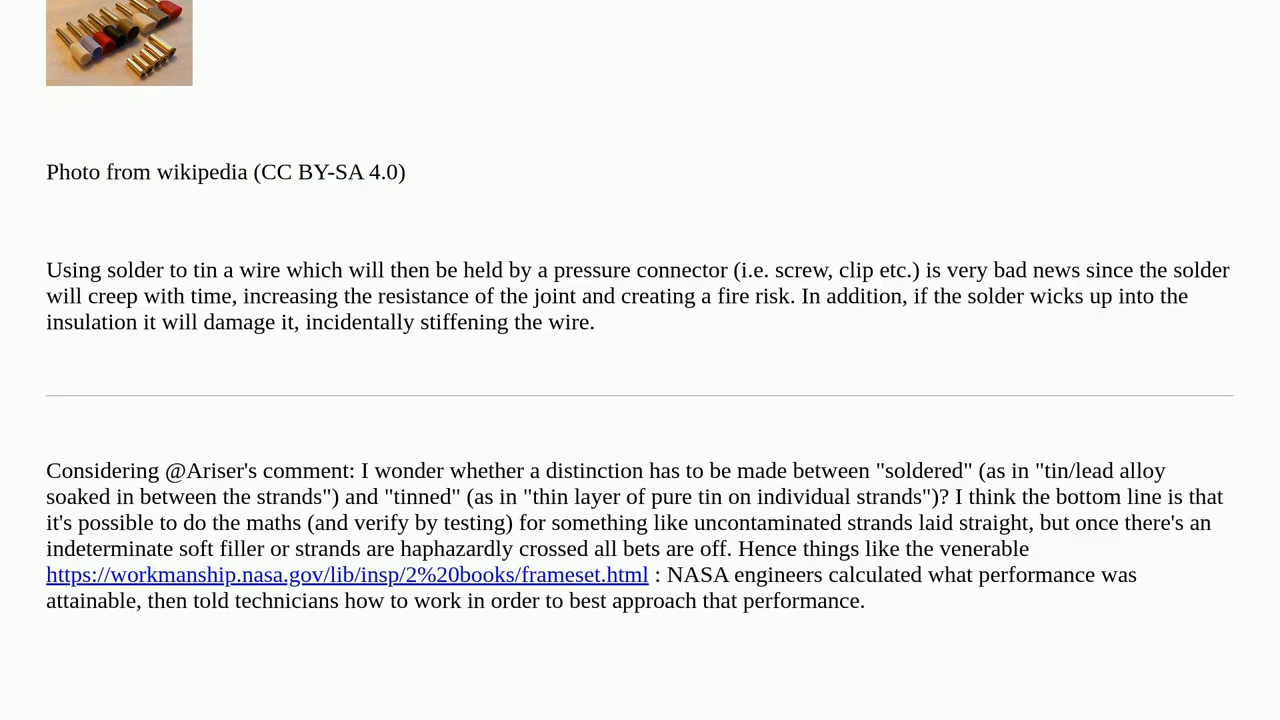 Photo from wikipedia (CC BY-SA 4.0)
Using solder to tin a wire which will then be held by a pressure connector (i.e. screw, clip etc.) is very bad news since the solder
will creep with time, increasing the resistance of the joint and creating a fire risk. In addition, if the solder wicks up into the
insulation it will damage it, incidentally stiffening the wire.
Considering @Ariser's comment: I wonder whether a distinction has to be made between "soldered" (as in "tin/lead alloy
soaked in between the strands") and "tinned" (as in "thin layer of pure tin on individual strands")? I think the bottom line is that
it's possible to do the maths (and verify by testing) for something like uncontaminated strands laid straight, but once there's an
indeterminate soft filler or strands are haphazardly crossed all bets are off. Hence things like the venerable
https://workmanship.nasa.gov/lib/insp/2%20books/frameset.html : NASA engineers calculated what performance was
attainable, then told technicians how to work in order to best approach that performance.